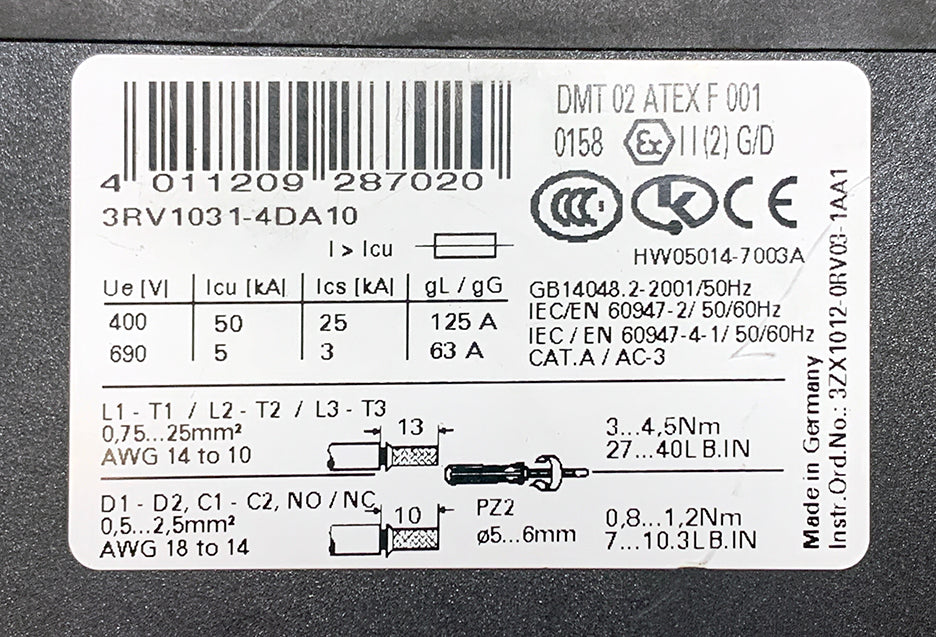 4 011209 287020
DMT 02 ATEX F 001
0158 Ex II(2) G/D
3RV1031-4DA10
CCC K CE
I > Icu
HW05014-7003A
Ue [V] Icu [kA] Ics [kA] gL / gG
400 50 25 125 A
690 5 3 63 A
GB14048.2-2001/50Hz
IEC/EN 60947-2/ 50/60Hz
IEC / EN 60947-4-1/ 50/60Hz
CAT.A / AC-3
L1 - T1 / L2 - T2 / L3 - T3
0,75...25mm²
AWG 14 to 10
13
3...4,5Nm
27...40LB.IN
D1 - D2, C1 - C2, NO / NC
0,5...2,5mm²
AWG 18 to 14
10
PZ2
ø5...6mm
0,8...1,2Nm
7...10.3LB.IN
Made in Germany
Instr.Ord.No.: 3ZX1012-0RV03-1AA1